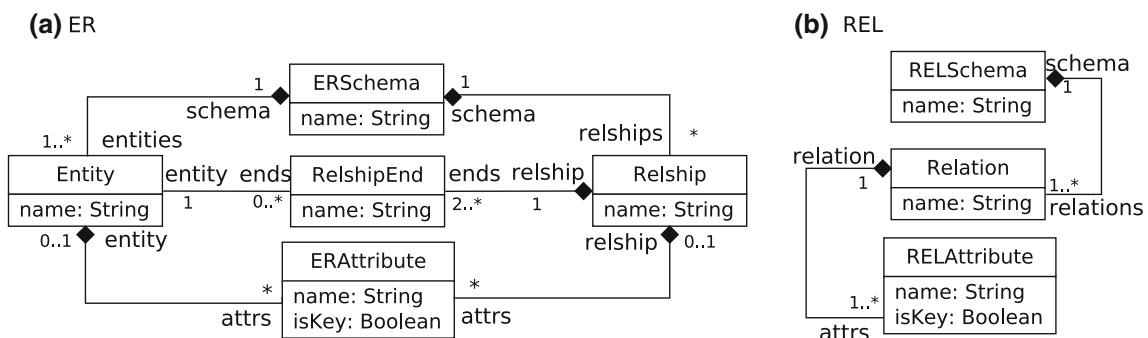 (a) ER
ERSchema
name: String
1
schema
1
schema
1..*
entities
relships
*
Entity
name: String
entity
1
ends
0..*
RelshipEnd
name: String
ends
2..*
relship
1
Relship
name: String
0..1
entity
relship
0..1
ERAttribute
name: String
isKey: Boolean
*
attrs
*
attrs
(b) REL
RELSchema
name: String
schema
1
relation
1
Relation
name: String
1..*
relations
RELAttribute
name: String
isKey: Boolean
1..*
attrs